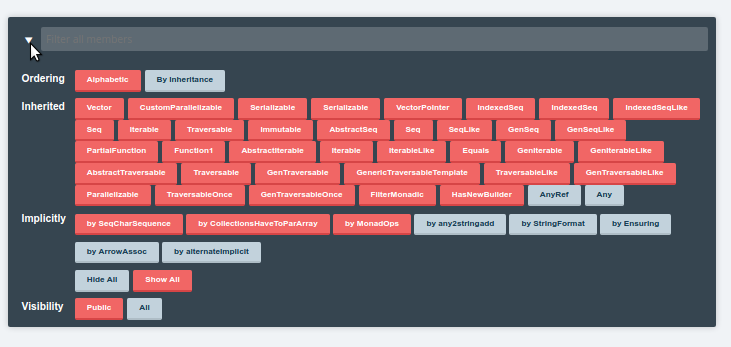 Filter all members
Ordering Alphabetic By Inheritance
Inherited Vector CustomParallelizable Serializable Serializable VectorPointer IndexedSeq IndexedSeq IndexedSeqLike
Seq Iterable Traversable Immutable AbstractSeq Seq SeqLike GenSeq GenSeqLike
PartialFunction Function1 AbstractIterable Iterable IterableLike Equals GenIterable GenIterableLike
AbstractTraversable Traversable GenTraversable GenericTraversableTemplate TraversableLike GenTraversableLike
Parallelizable TraversableOnce GenTraversableOnce FilterMonadic HasNewBuilder AnyRef Any
Implicitly by SeqCharSequence by CollectionsHaveToParArray by MonadOps by any2stringadd by StringFormat by Ensuring
by ArrowAssoc by alternateImplicit
Hide All Show All
Visibility Public All